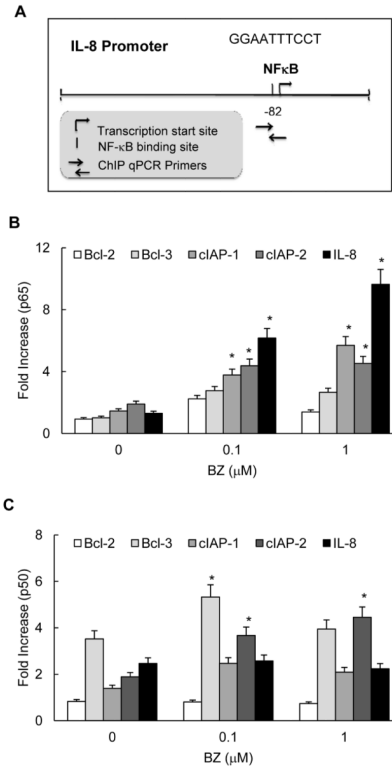 A
IL-8 Promoter
GGAATTTCCT
NFκB
-82
Transcription start site
NF-κB binding site
ChIP qPCR Primers
B
Bcl-2 Bcl-3 cIAP-1 cIAP-2 IL-8
Fold Increase (p65)
12
8
4
0
* * *
* * *
0 0.1 1
BZ (μM)
C
Bcl-2 Bcl-3 cIAP-1 cIAP-2 IL-8
Fold Increase (p50)
8
6
4
2
0
* *
*
0 0.1 1
BZ (μM)